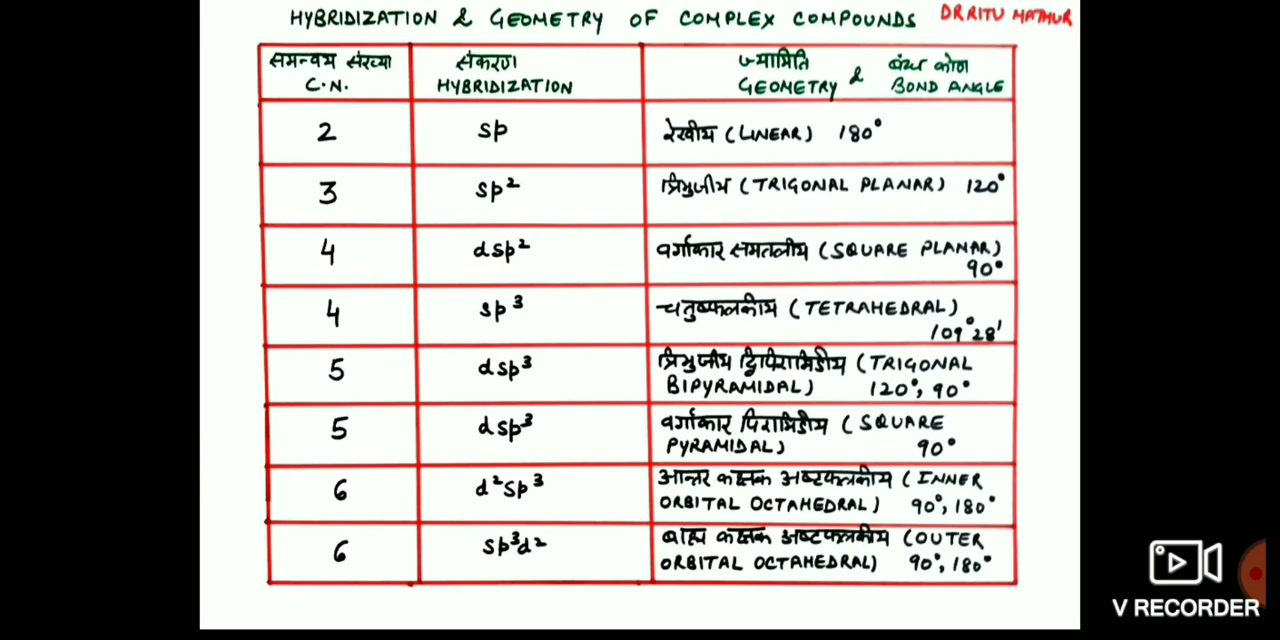 HYBRIDIZATION & GEOMETRY OF COMPLEX COMPOUNDS DR RITU MATHUR
समन्वय संख्या C.N. संकरण HYBRIDIZATION ज्यामिति GEOMETRY & बंध कोण BOND ANGLE
2 sp रेखीय (LINEAR) 180°
3 sp² त्रिभुजीय (TRIGONAL PLANAR) 120°
4 dsp² वर्गाकार समतलीय (SQUARE PLANAR)
90°
4 sp³ चतुष्फलकीय (TETRAHEDRAL)
109°28'
5 dsp³ त्रिभुजीय द्विपिरामिडीय (TRIGONAL
BIPYRAMIDAL) 120°, 90°
5 dsp³ वर्गाकार पिरामिडीय (SQUARE
PYRAMIDAL) 90°
6 d²sp³ आन्तर कक्षक अष्टफलकीय (INNER
ORBITAL OCTAHEDRAL) 90°, 180°
6 sp³d² बाह्य कक्षक अष्टफलकीय (OUTER
ORBITAL OCTAHEDRAL) 90°, 180°
V RECORDER